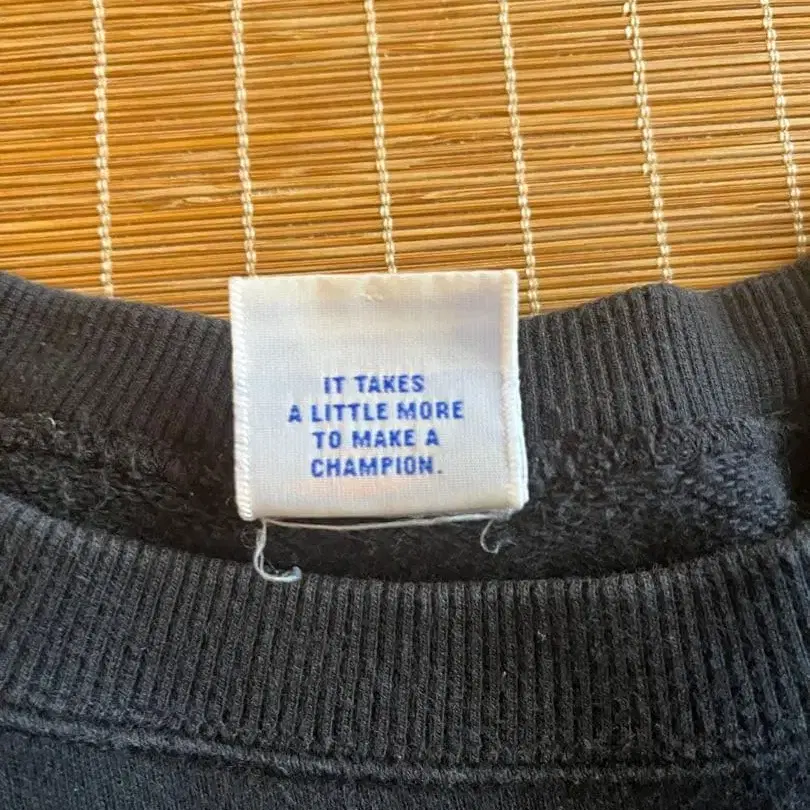 IT TAKES
A LITTLE MORE
TO MAKE A
CHAMPION.